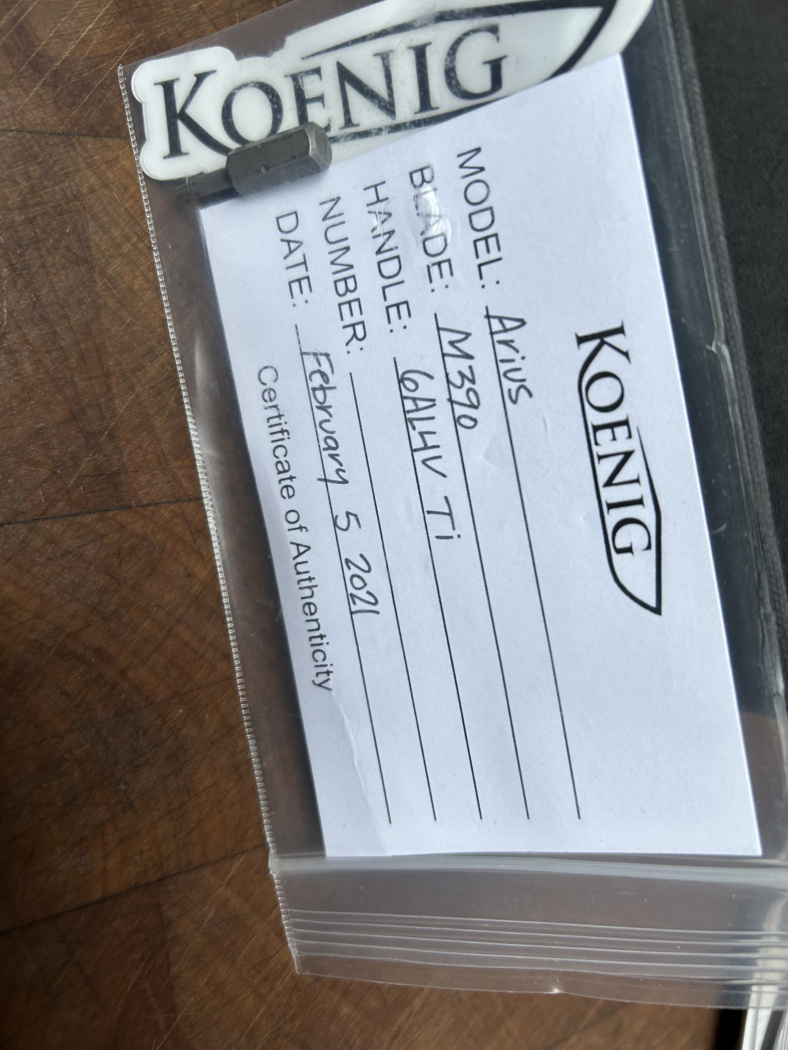 KOENIG
KOENIG
MODEL: Arius
BLADE: M390
HANDLE: 6AL4V Ti
NUMBER:
DATE: February 5 2021
Certificate of Authenticity